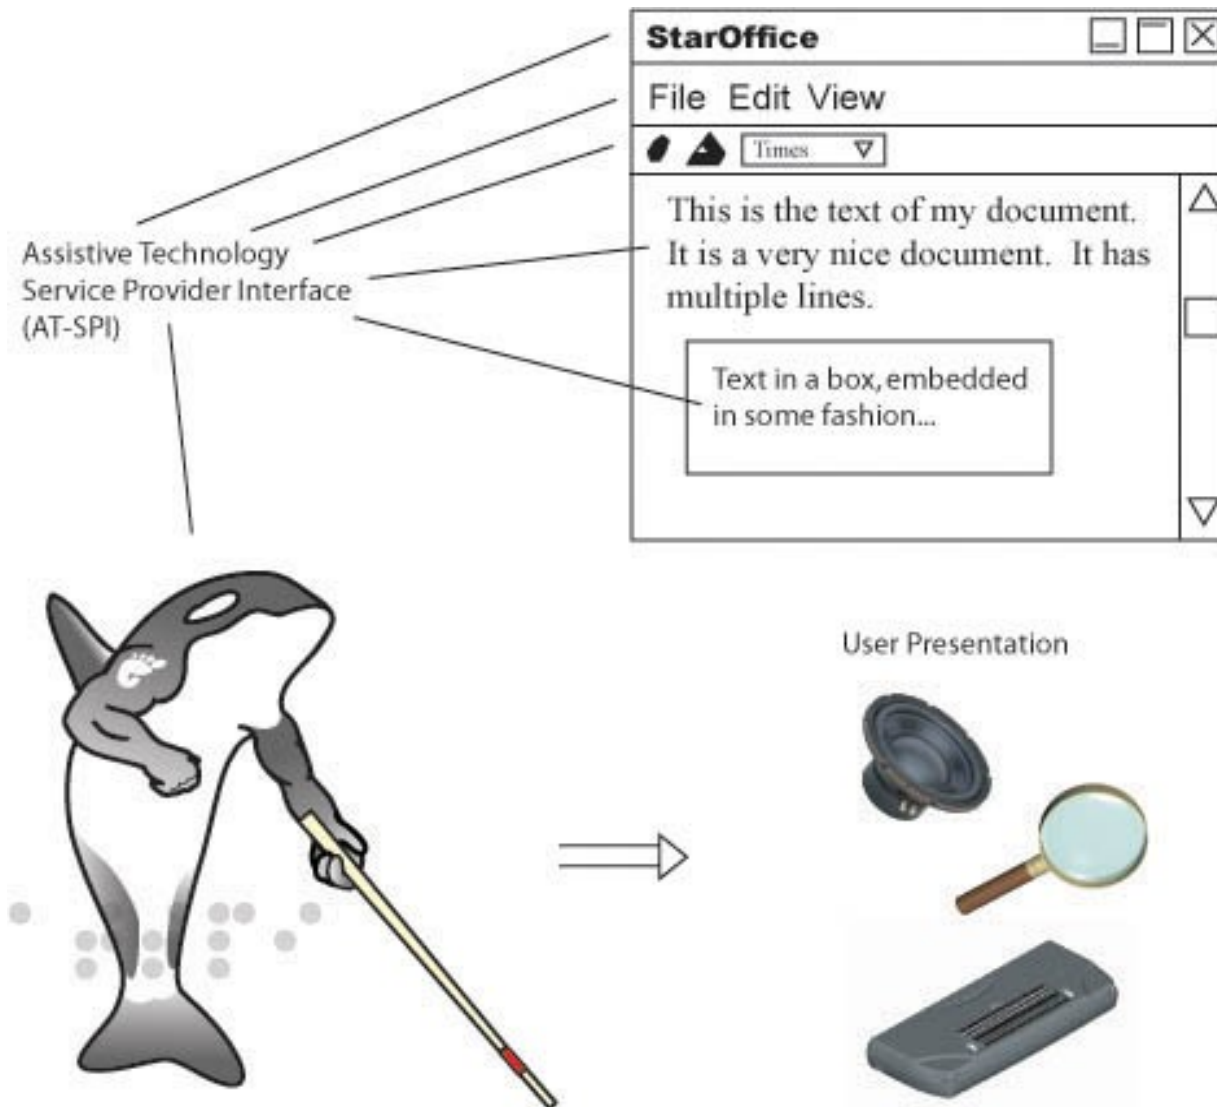 StarOffice
File Edit View
Times
This is the text of my document.
It is a very nice document.  It has
multiple lines.
Text in a box, embedded
in some fashion...
Assistive Technology
Service Provider Interface
(AT-SPI)
User Presentation